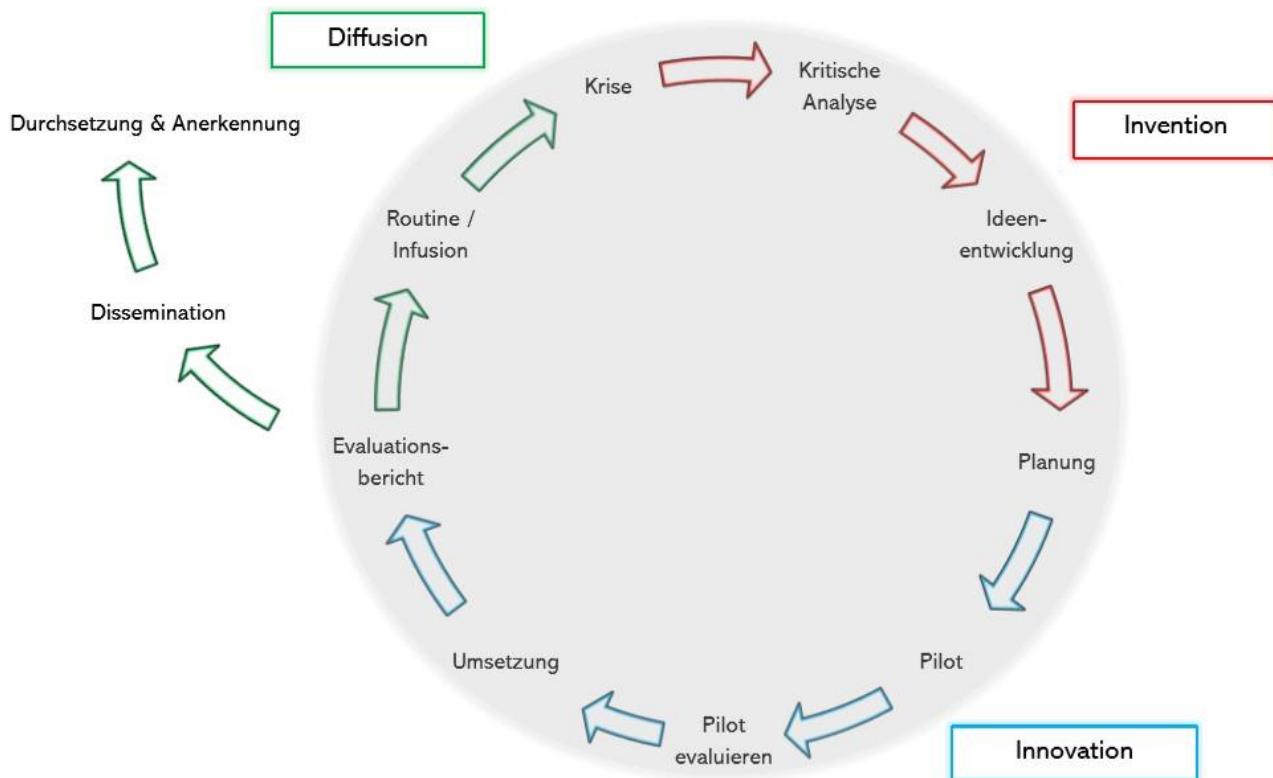 Diffusion
Krise
Kritische
Analyse
Invention
Durchsetzung & Anerkennung
Routine /
Infusion
Ideen-
entwicklung
Dissemination
Evaluations-
bericht
Planung
Umsetzung
Pilot
Pilot
evaluieren
Innovation